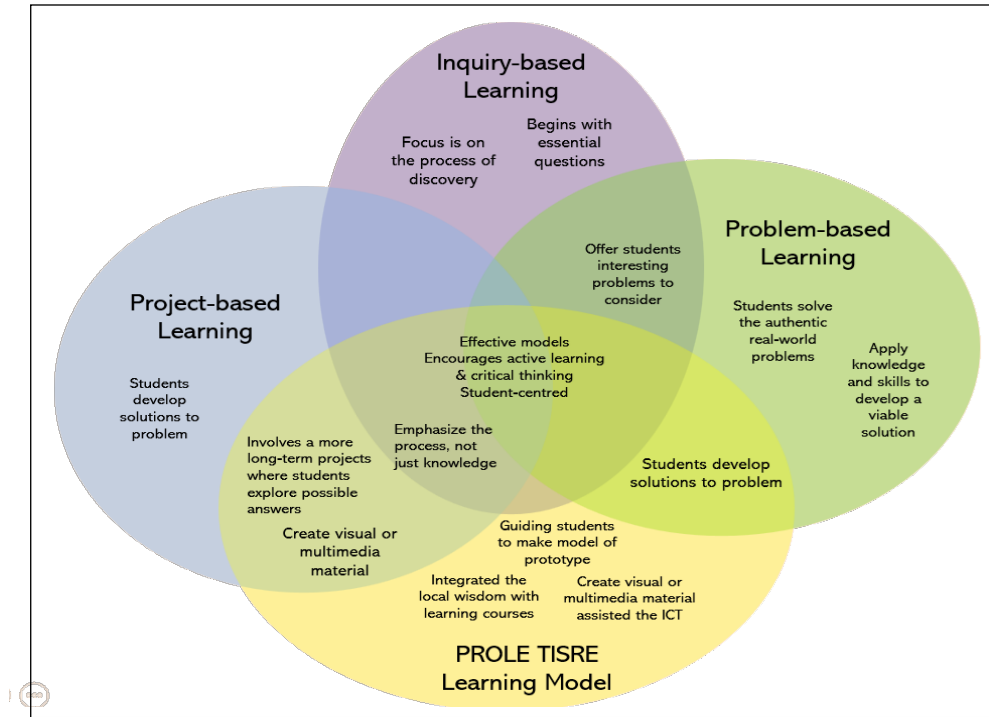 Inquiry-based
Learning
Focus is on
the process of
discovery
Begins with
essential
questions
Problem-based
Learning
Offer students
interesting
problems to
consider
Students solve
the authentic
real-world
problems
Apply
knowledge
and skills to
develop a
viable
solution
Project-based
Learning
Students
develop
solutions to
problem
Effective models
Encourages active learning
& critical thinking
Student-centred
Emphasize the
process, not
just knowledge
Involves a more
long-term projects
where students
explore possible
answers
Create visual or
multimedia
material
Students develop
solutions to problem
Guiding students
to make model of
prototype
Integrated the
local wisdom with
learning courses
Create visual or
multimedia material
assisted the ICT
PROLE TISRE
Learning Model